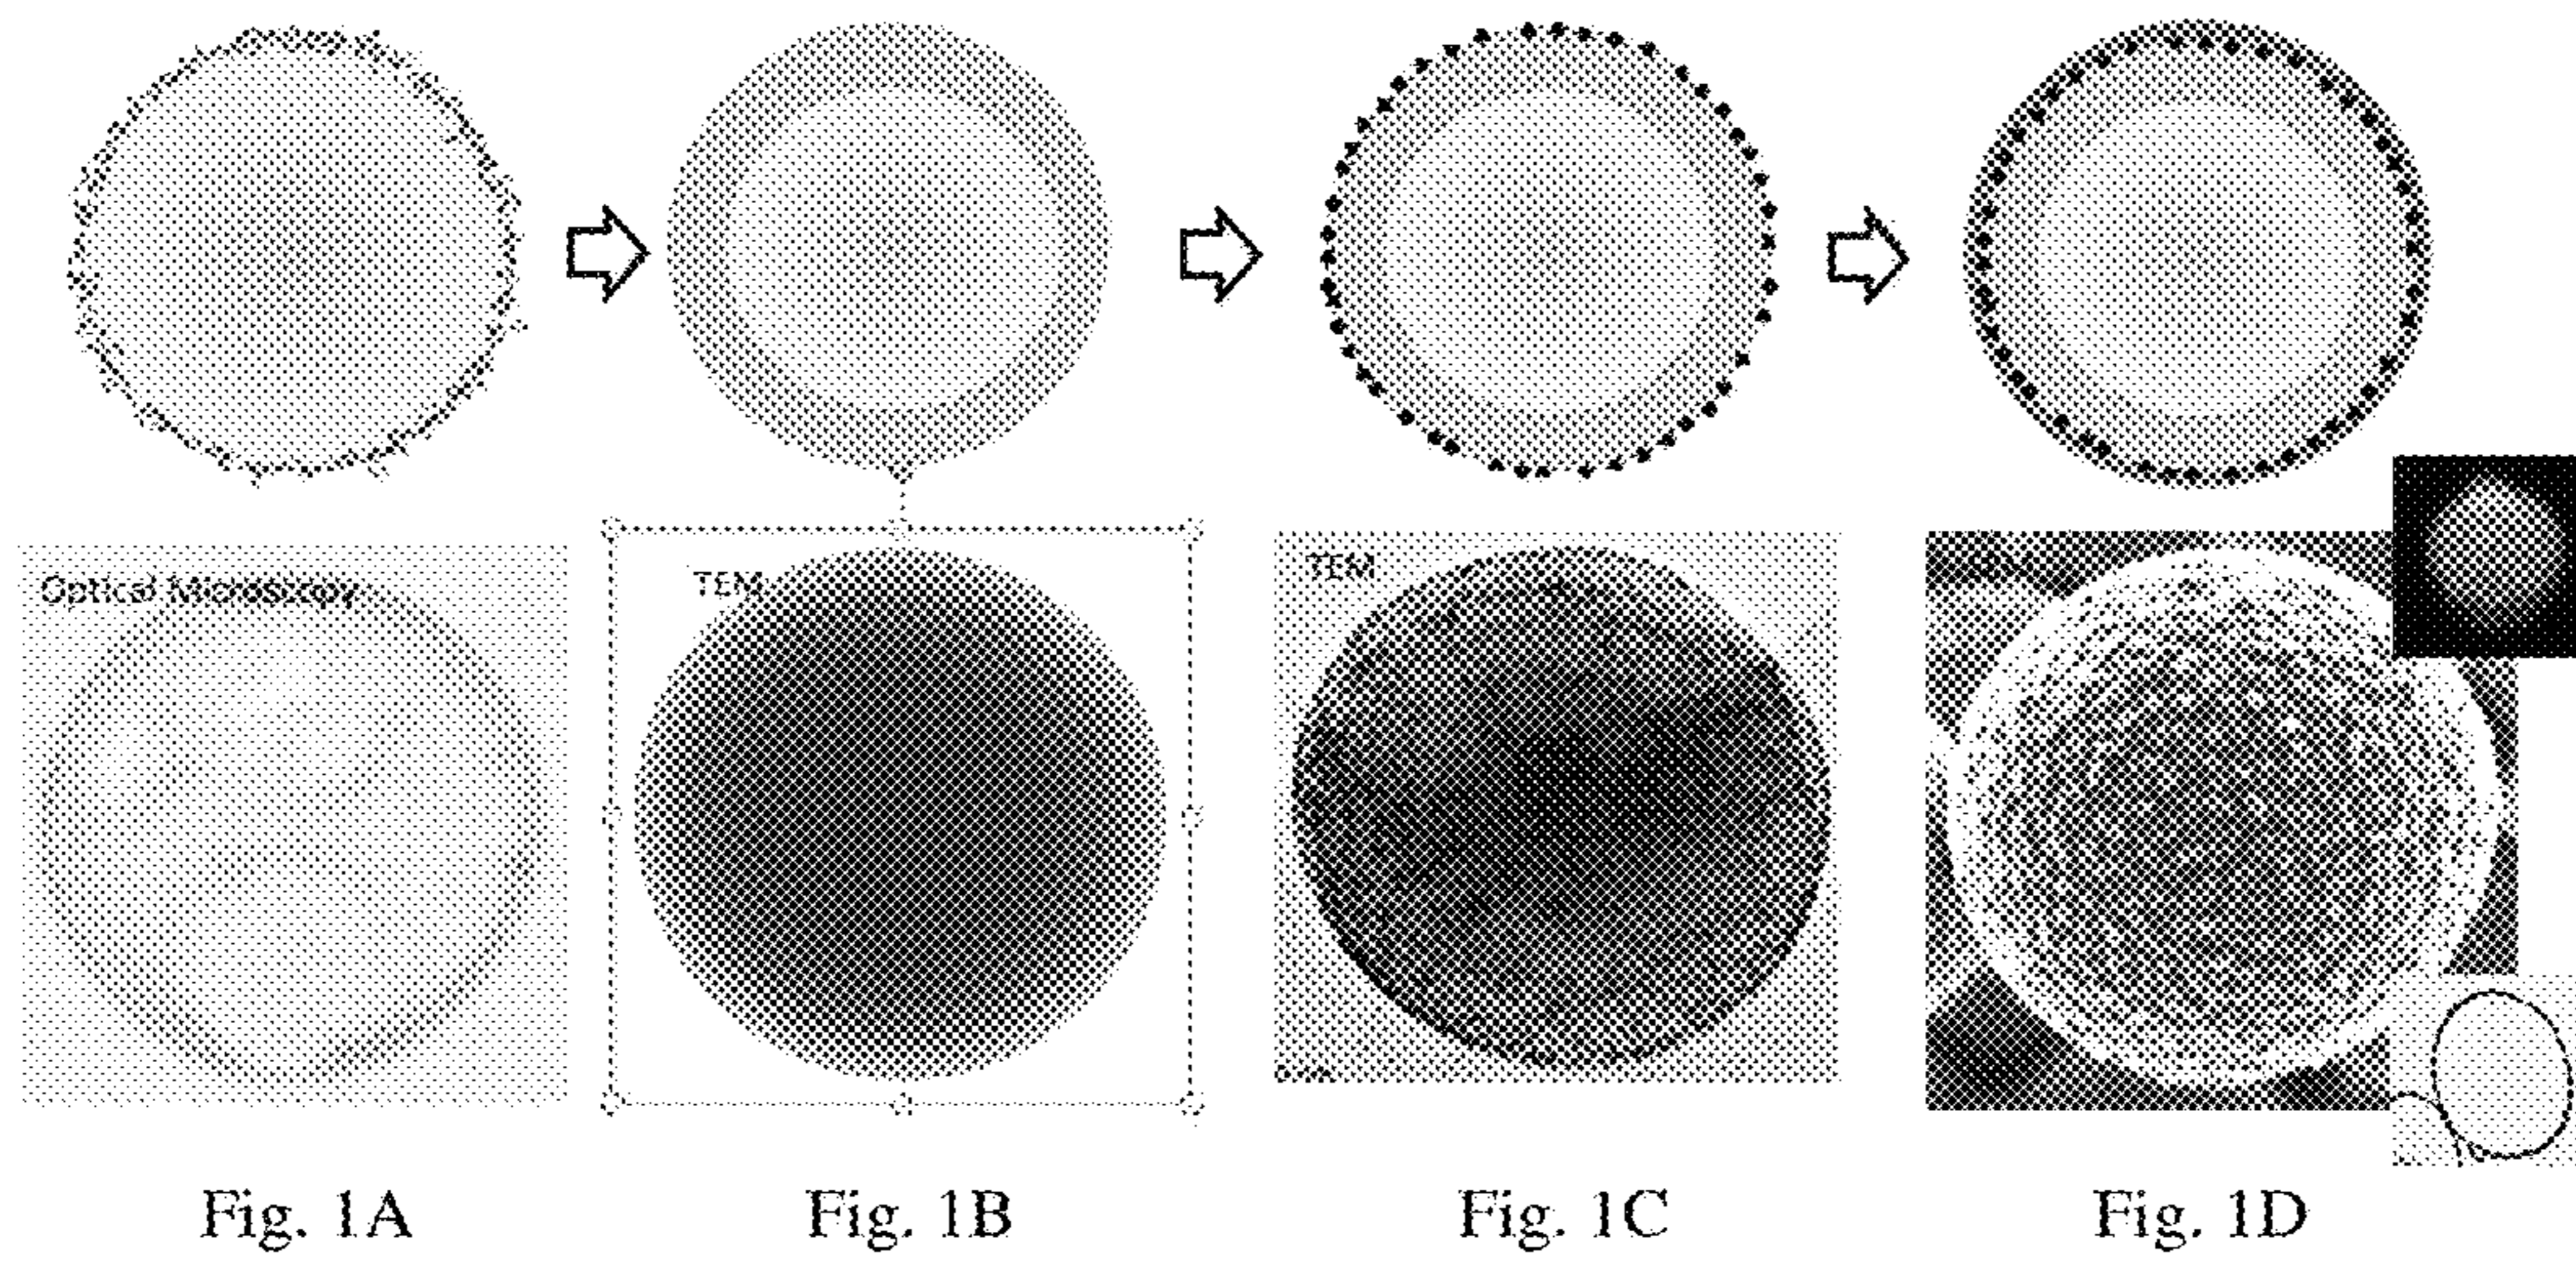 Optical Microscopy
TEM
TEM
Fig. 1A
Fig. 1B
Fig. 1C
Fig. 1D